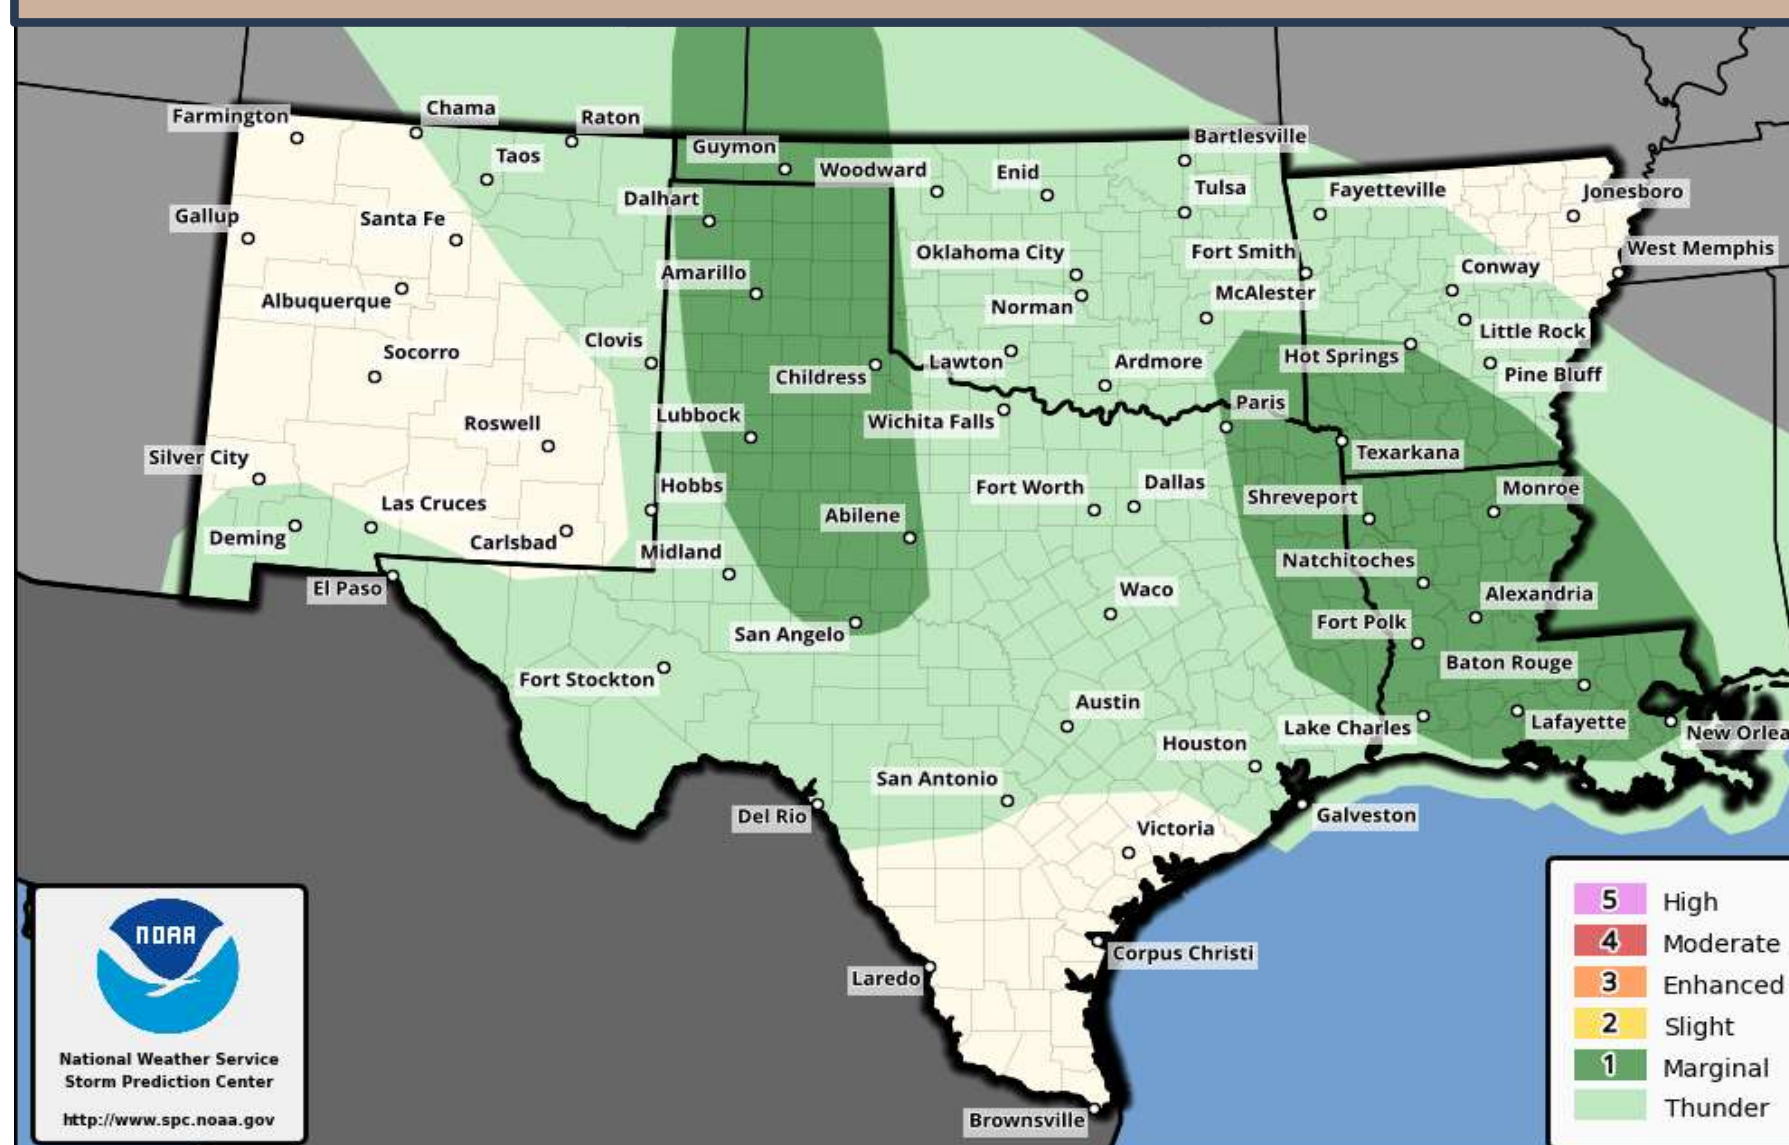 Farmington
Chama
Raton
Bartlesville
Guymon
Taos
Woodward
Enid
Tulsa
Fayetteville
Jonesboro
Dalhart
Gallup
Santa Fe
Oklahoma City
Fort Smith
West Memphis
Amarillo
Conway
Albuquerque
Norman
McAlester
Clovis
Little Rock
Socorro
Lawton
Ardmore
Hot Springs
Childress
Pine Bluff
Paris
Lubbock
Wichita Falls
Roswell
Texarkana
Silver City
Hobbs
Fort Worth
Dallas
Shreveport
Monroe
Las Cruces
Abilene
Deming
Carlsbad
Midland
Natchitoches
El Paso
Waco
Alexandria
San Angelo
Fort Polk
Baton Rouge
Fort Stockton
Austin
Lake Charles
Lafayette
New Orlea
Houston
San Antonio
Del Rio
Galveston
Victoria
Corpus Christi
Laredo
Brownsville
NOAA
National Weather Service
Storm Prediction Center
http://www.spc.noaa.gov
5 High
4 Moderate
3 Enhanced
2 Slight
1 Marginal
Thunder